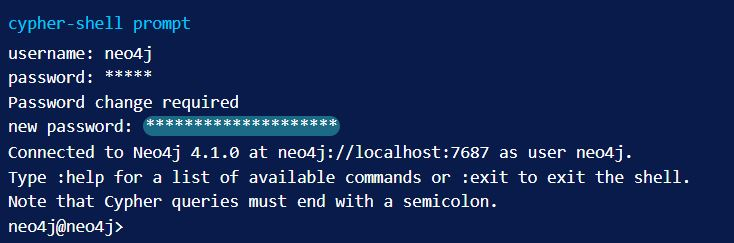 cypher-shell prompt
username: neo4j
password: *****
Password change required
new password: ********************
Connected to Neo4j 4.1.0 at neo4j://localhost:7687 as user neo4j.
Type :help for a list of available commands or :exit to exit the shell.
Note that Cypher queries must end with a semicolon.
neo4j@neo4j>